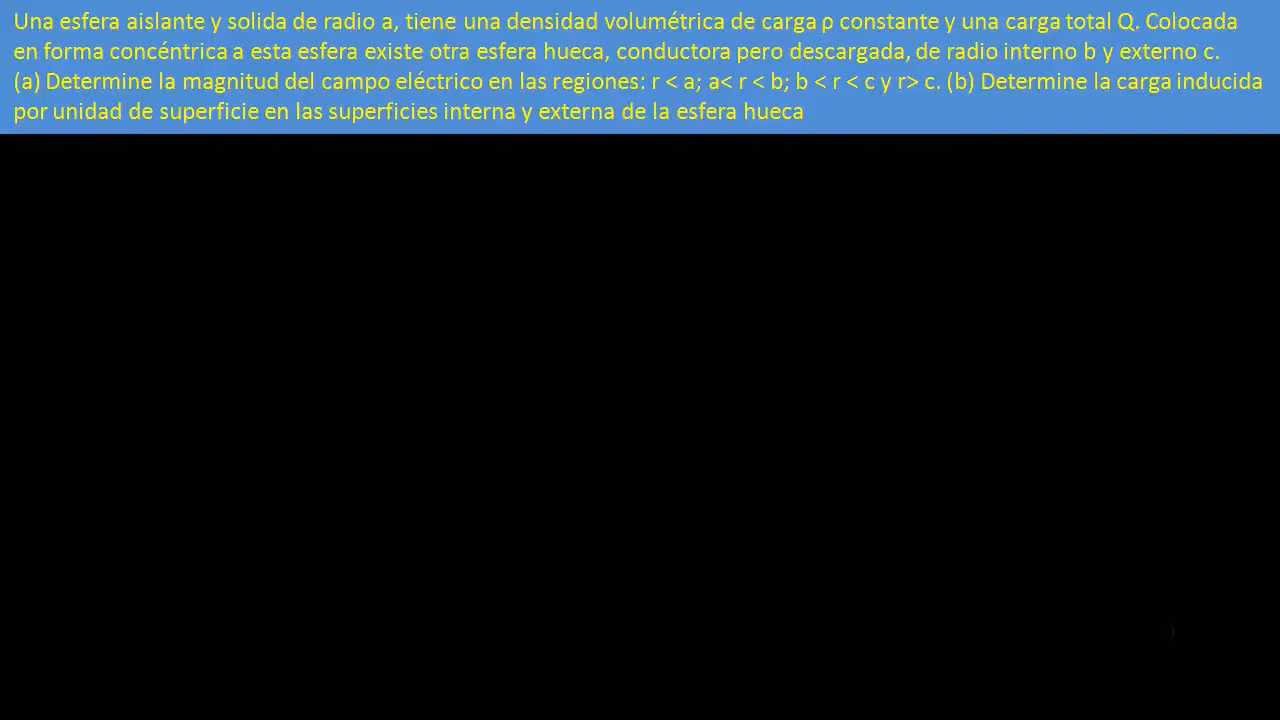 Una esfera aislante y solida de radio a, tiene una densidad volumétrica de carga ρ constante y una carga total Q. Colocada
en forma concéntrica a esta esfera existe otra esfera hueca, conductora pero descargada, de radio interno b y externo c.
(a) Determine la magnitud del campo eléctrico en las regiones: r < a; a< r < b; b < r < c y r> c. (b) Determine la carga inducida
por unidad de superficie en las superficies interna y externa de la esfera hueca